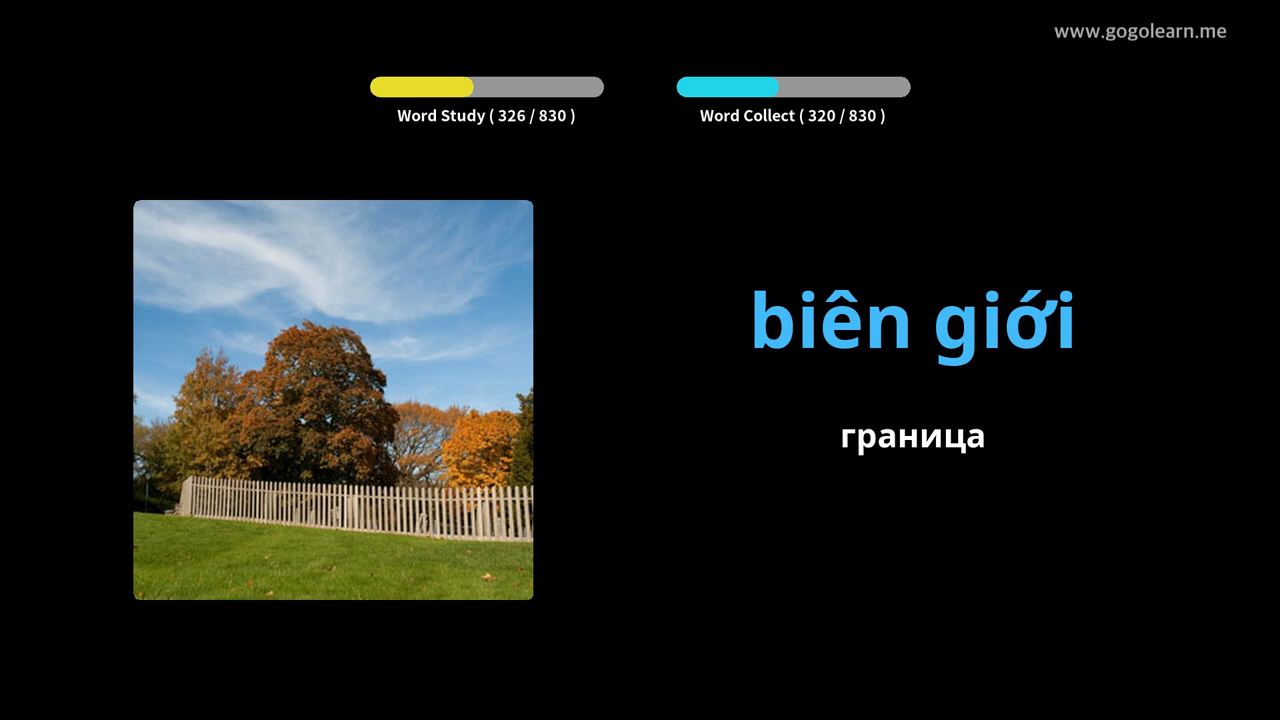 www.gogolearn.me
Word Study ( 326 / 830 )
Word Collect ( 320 / 830 )
biên giới
граница